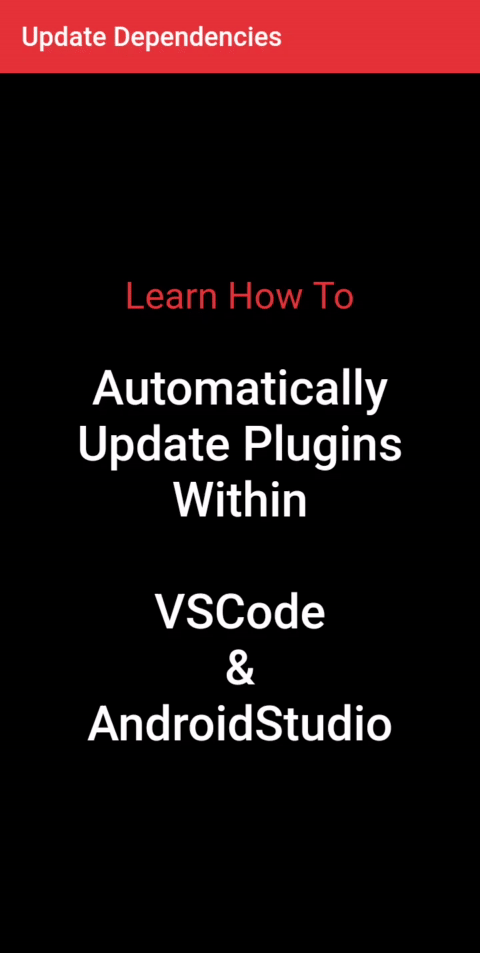 Update Dependencies
Learn How To
Automatically
Update Plugins
Within
VSCode
&
AndroidStudio